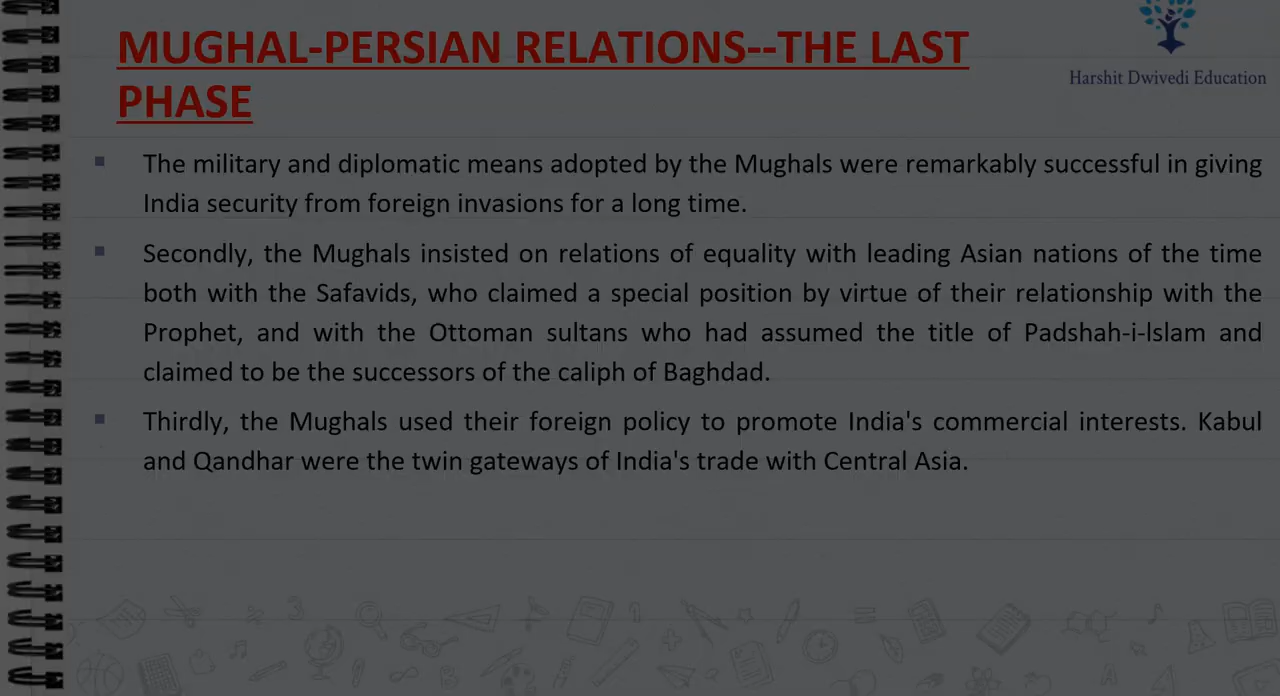 MUGHAL-PERSIAN RELATIONS--THE LAST
PHASE
Harshit Dwivedi Education
▪ The military and diplomatic means adopted by the Mughals were remarkably successful in giving
India security from foreign invasions for a long time.
▪ Secondly, the Mughals insisted on relations of equality with leading Asian nations of the time
both with the Safavids, who claimed a special position by virtue of their relationship with the
Prophet, and with the Ottoman sultans who had assumed the title of Padshah-i-Islam and
claimed to be the successors of the caliph of Baghdad.
▪ Thirdly, the Mughals used their foreign policy to promote India's commercial interests. Kabul
and Qandhar were the twin gateways of India's trade with Central Asia.